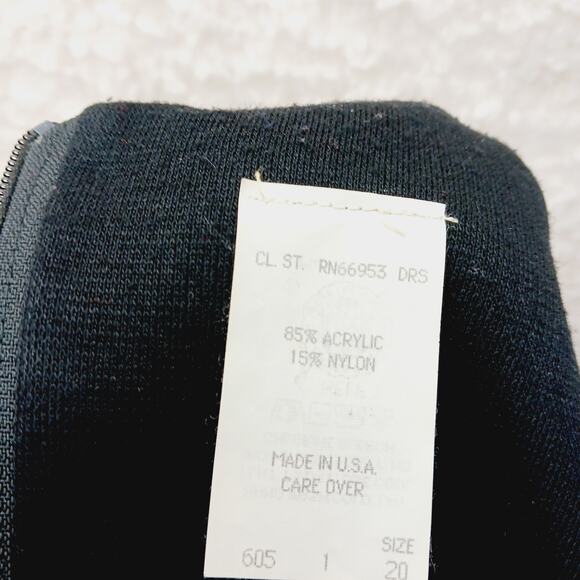 CL. ST. RN66953 DRS
85% ACRYLIC
15% NYLON
MADE IN U.S.A.
CARE OVER
SIZE
605 1 20